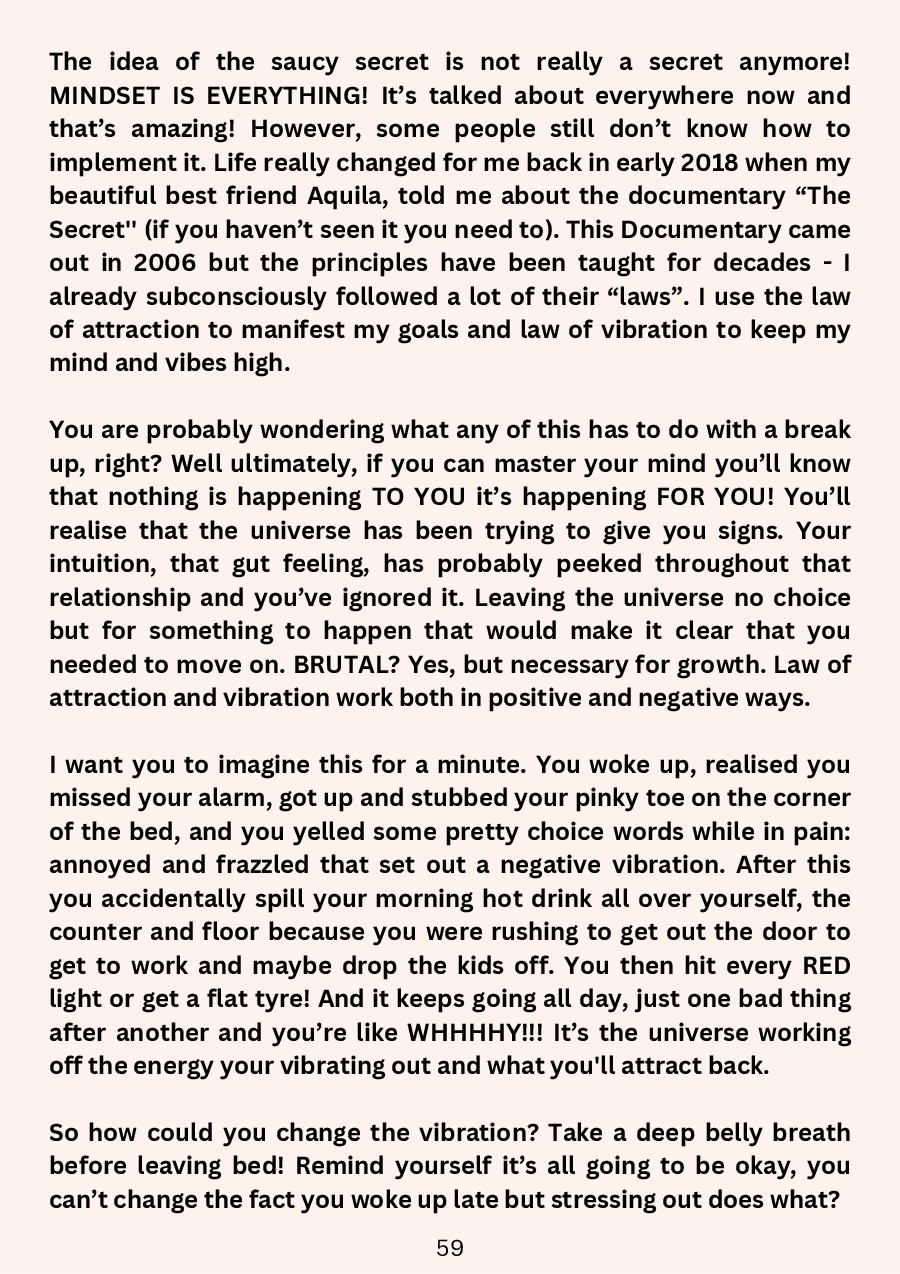 The idea of the saucy secret is not really a secret anymore!
MINDSET IS EVERYTHING! It’s talked about everywhere now and
that’s amazing! However, some people still don’t know how to
implement it. Life really changed for me back in early 2018 when my
beautiful best friend Aquila, told me about the documentary “The
Secret'' (if you haven’t seen it you need to). This Documentary came
out in 2006 but the principles have been taught for decades - I
already subconsciously followed a lot of their “laws”. I use the law
of attraction to manifest my goals and law of vibration to keep my
mind and vibes high.

You are probably wondering what any of this has to do with a break
up, right? Well ultimately, if you can master your mind you’ll know
that nothing is happening TO YOU it’s happening FOR YOU! You’ll
realise that the universe has been trying to give you signs. Your
intuition, that gut feeling, has probably peeked throughout that
relationship and you’ve ignored it. Leaving the universe no choice
but for something to happen that would make it clear that you
needed to move on. BRUTAL? Yes, but necessary for growth. Law of
attraction and vibration work both in positive and negative ways.

I want you to imagine this for a minute. You woke up, realised you
missed your alarm, got up and stubbed your pinky toe on the corner
of the bed, and you yelled some pretty choice words while in pain:
annoyed and frazzled that set out a negative vibration. After this
you accidentally spill your morning hot drink all over yourself, the
counter and floor because you were rushing to get out the door to
get to work and maybe drop the kids off. You then hit every RED
light or get a flat tyre! And it keeps going all day, just one bad thing
after another and you’re like WHHHHY!!! It’s the universe working
off the energy your vibrating out and what you'll attract back.

So how could you change the vibration? Take a deep belly breath
before leaving bed! Remind yourself it’s all going to be okay, you
can’t change the fact you woke up late but stressing out does what?
59